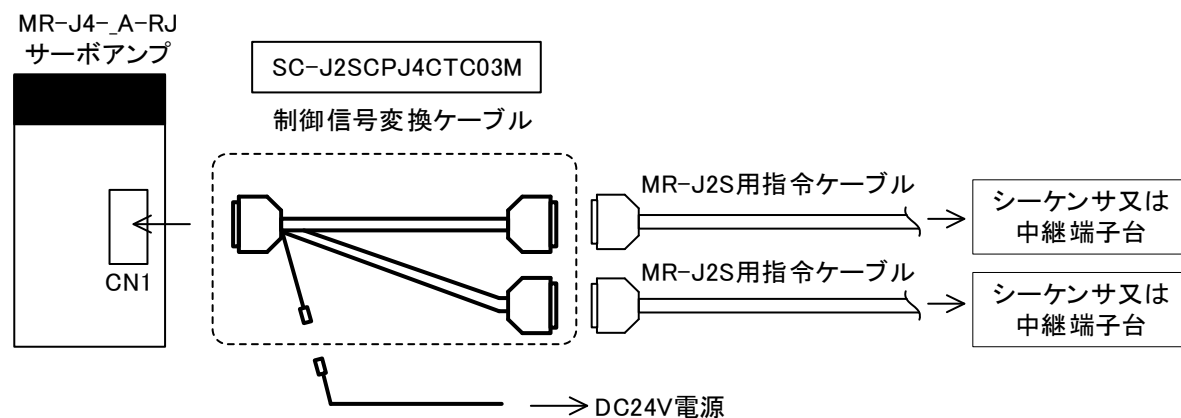 MR-J4-_A-RJ
サーボアンプ
SC-J2SCPJ4CTC03M
制御信号変換ケーブル
CN1
MR-J2S用指令ケーブル
シーケンサ又は
中継端子台
MR-J2S用指令ケーブル
シーケンサ又は
中継端子台
DC24V電源